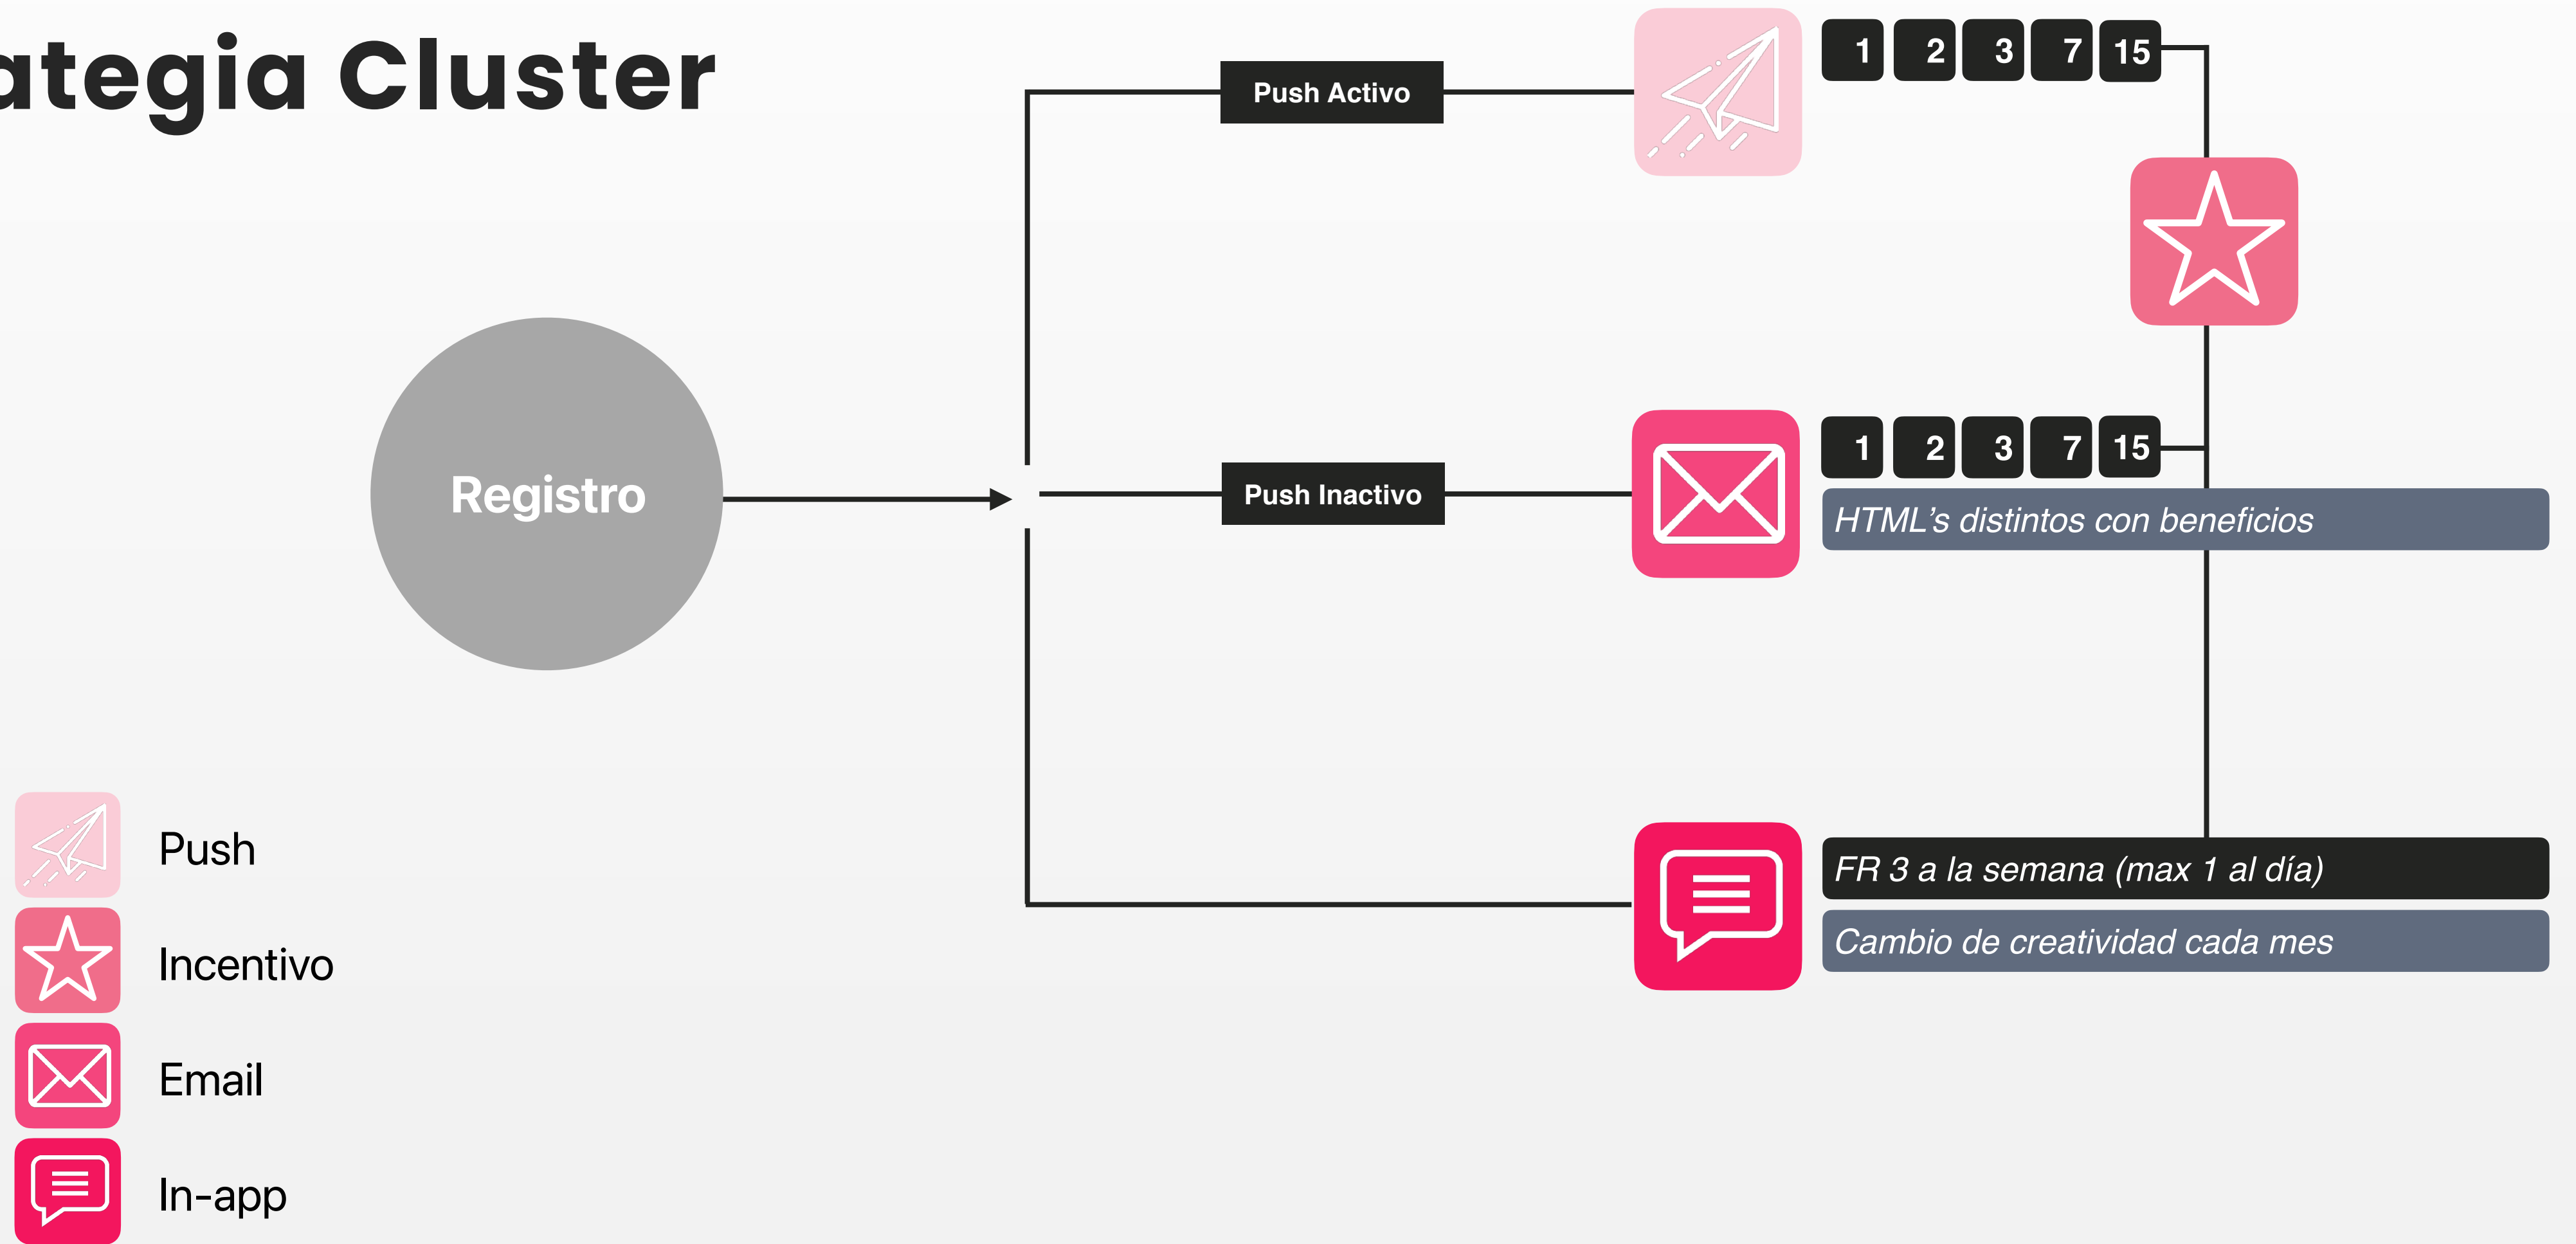 ategia Cluster
Push Activo
1 2 3 7 15
Registro
Push Inactivo
1 2 3 7 15
HTML’s distintos con beneficios
FR 3 a la semana (max 1 al día)
Cambio de creatividad cada mes
Push
Incentivo
Email
In-app